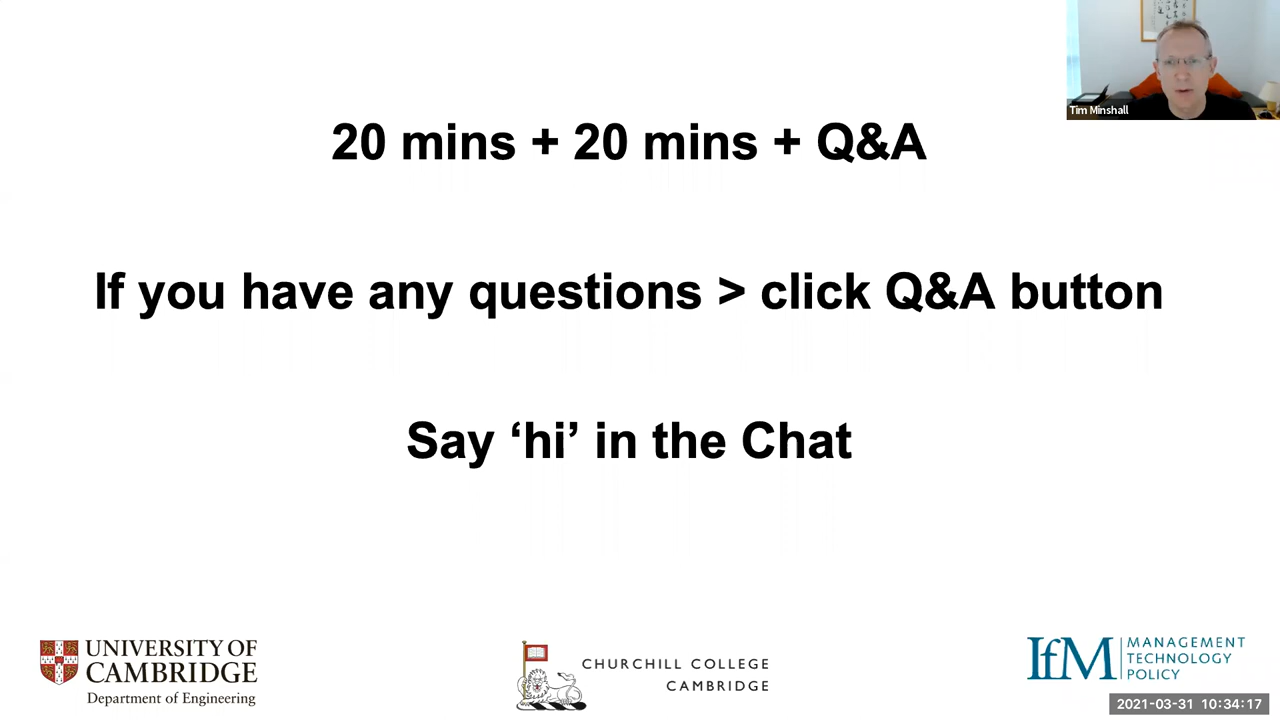 Tim Minshall
20 mins + 20 mins + Q&A
If you have any questions > click Q&A button
Say ‘hi’ in the Chat
UNIVERSITY OF
CAMBRIDGE
Department of Engineering
CHURCHILL COLLEGE
CAMBRIDGE
IfM
MANAGEMENT
TECHNOLOGY
POLICY
2021-03-31 10:34:17